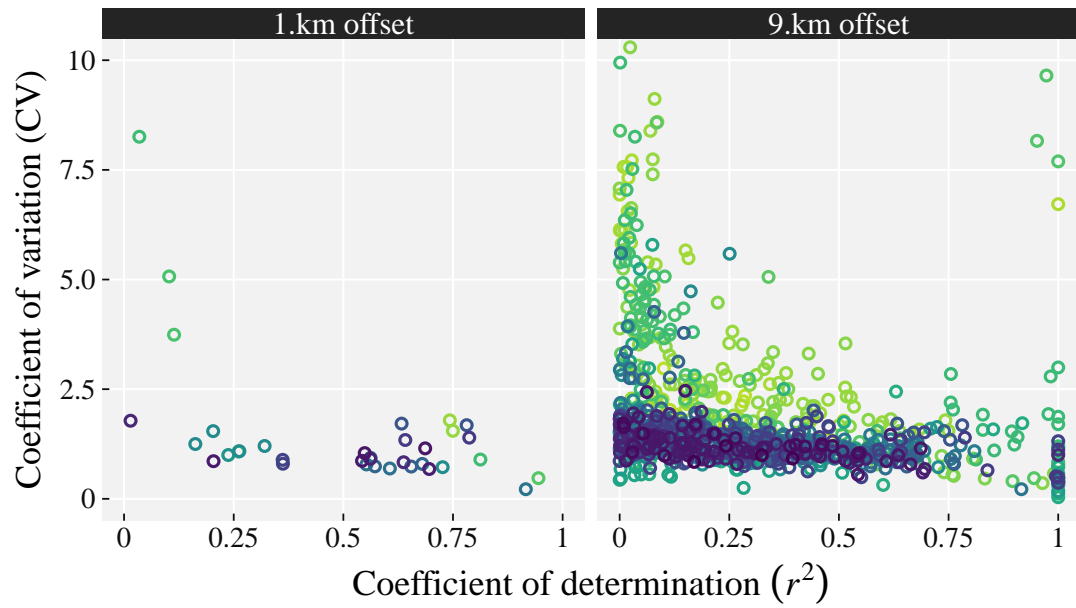 1.km offset
9.km offset
Coefficient of variation (CV)
10
7.5
5.0
2.5
0
0 0.25 0.5 0.75 1
0 0.25 0.5 0.75 1
Coefficient of determination (r²)